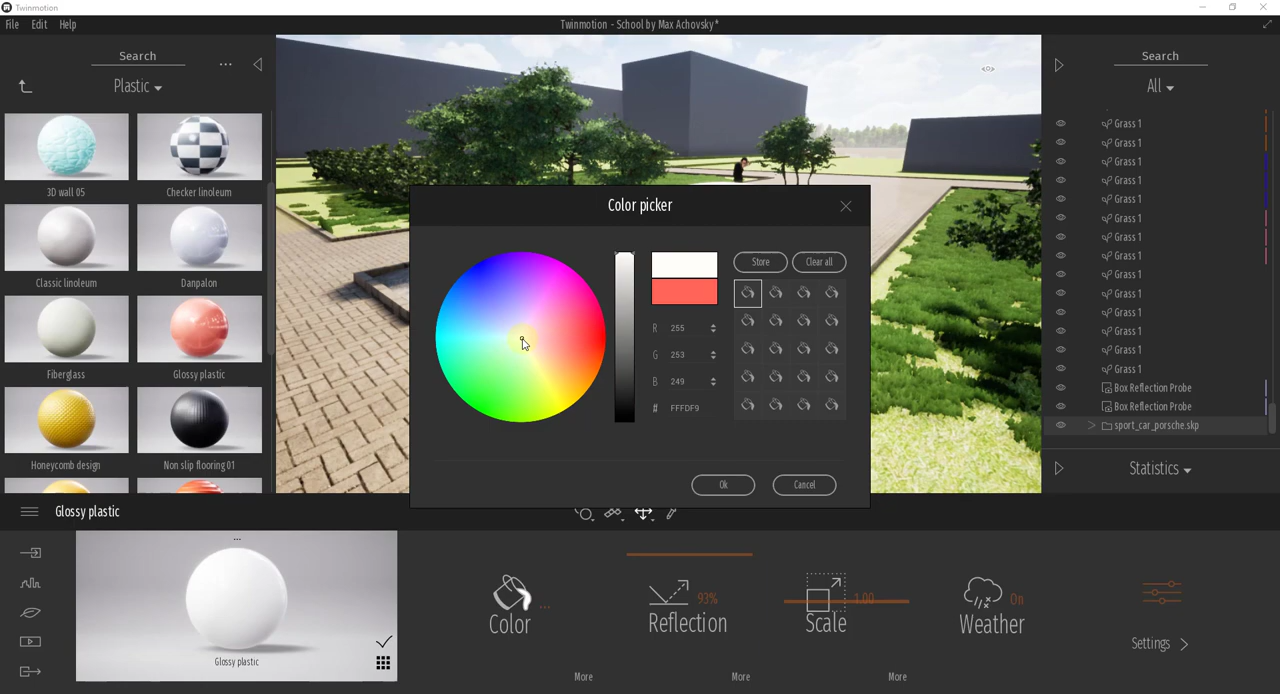 Twinmotion
File Edit Help
Twinmotion - School by Max Achovsky*
Search
...
Plastic
3D wall 05
Checker linoleum
Classic linoleum
Danpalon
Fiberglass
Glossy plastic
Honeycomb design
Non slip flooring 01
Color picker
Store
Clear all
R 255
G 253
B 249
# FFFDF9
Ok
Cancel
Search
All
Grass 1
Grass 1
Grass 1
Grass 1
Grass 1
Grass 1
Grass 1
Grass 1
Grass 1
Grass 1
Grass 1
Grass 1
Grass 1
Grass 1
Box Reflection Probe
Box Reflection Probe
sport_car_porsche.skp
Statistics
Glossy plastic
...
Glossy plastic
Color ...
Reflection 93%
Scale 1.00
Weather On
Settings
More
More
More